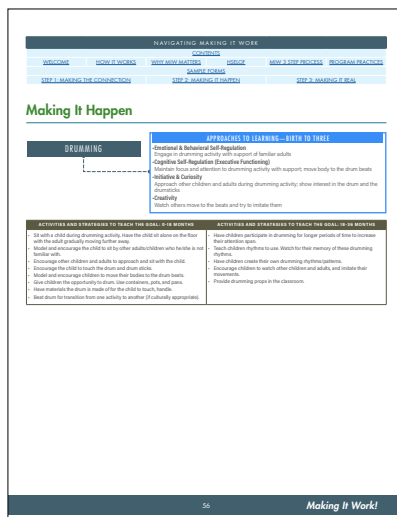 NAVIGATING MAKING IT WORK
CONTENTS
WELCOME HOW IT WORKS WHY MIW MATTERS HSELOF MIW 3 STEP PROCESS PROGRAM PRACTICES
SAMPLE FORMS
STEP 1: MAKING THE CONNECTION STEP 2: MAKING IT HAPPEN STEP 3: MAKING IT REAL
Making It Happen
DRUMMING
APPROACHES TO LEARNING—BIRTH TO THREE
-Emotional & Behavioral Self-Regulation
Engage in drumming activity with support of familiar adults
-Cognitive Self-Regulation (Executive Functioning)
Maintain focus and attention to drumming activity with support; move body to the drum beats
-Initiative & Curiosity
Approach other children and adults during drumming activity; show interest in the drum and the
drumsticks
-Creativity
Watch others move to the beats and try to imitate them
ACTIVITIES AND STRATEGIES TO TEACH THE GOAL: 0-18 MONTHS
- Sit with a child during drumming activity. Have the child sit alone on the floor
with the adult gradually moving further away.
- Model and encourage the child to sit by other adults/children who he/she is not
familiar with.
- Encourage other children and adults to approach and sit with the child.
- Encourage the child to touch the drum and drum sticks.
- Model and encourage children to move their bodies to the drum beats.
- Give children the opportunity to drum. Use containers, pots, and pans.
- Have materials the drum is made of for the child to touch, handle.
- Beat drum for transition from one activity to another (if culturally appropriate).
ACTIVITIES AND STRATEGIES TO TEACH THE GOAL: 16-36 MONTHS
- Have children participate in drumming for longer periods of time to increase
their attention span.
- Teach children rhythms to use. Watch for their memory of these drumming
rhythms.
- Have children create their own drumming rhythms/patterns.
- Encourage children to watch other children and adults, and imitate their
movements.
- Provide drumming props in the classroom.
56
Making It Work!